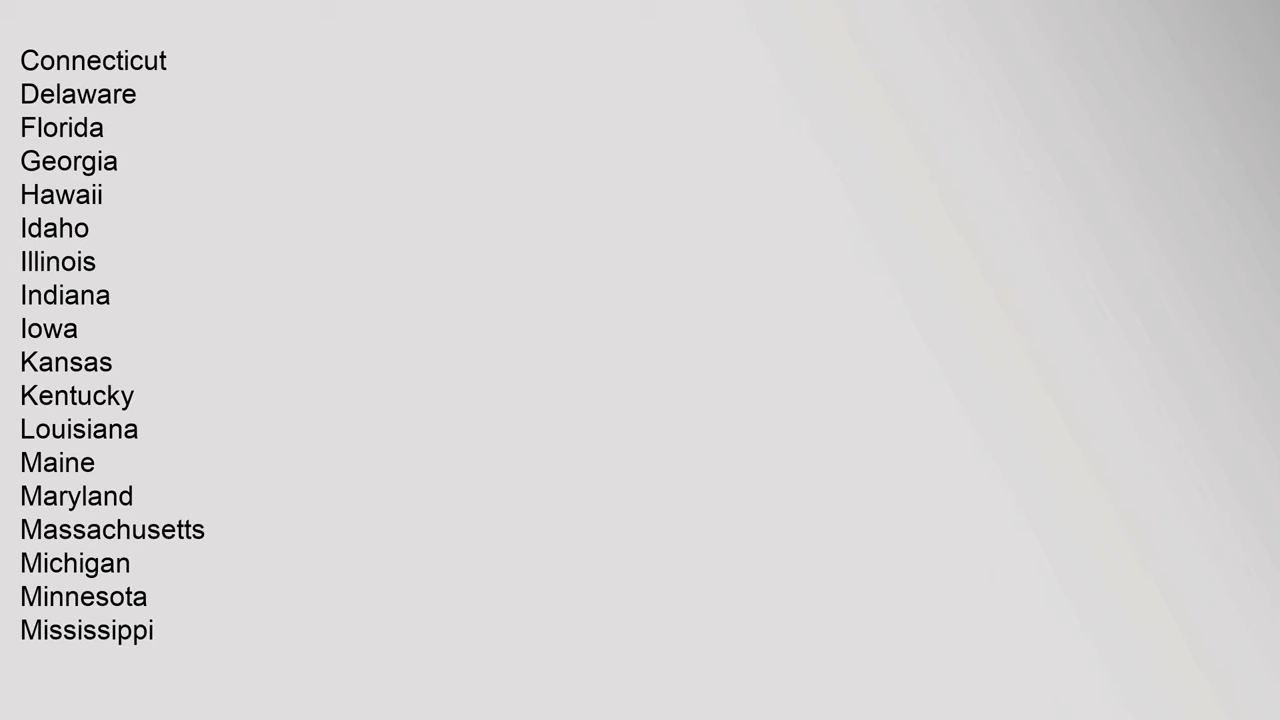 Connecticut
Delaware
Florida
Georgia
Hawaii
Idaho
Illinois
Indiana
Iowa
Kansas
Kentucky
Louisiana
Maine
Maryland
Massachusetts
Michigan
Minnesota
Mississippi